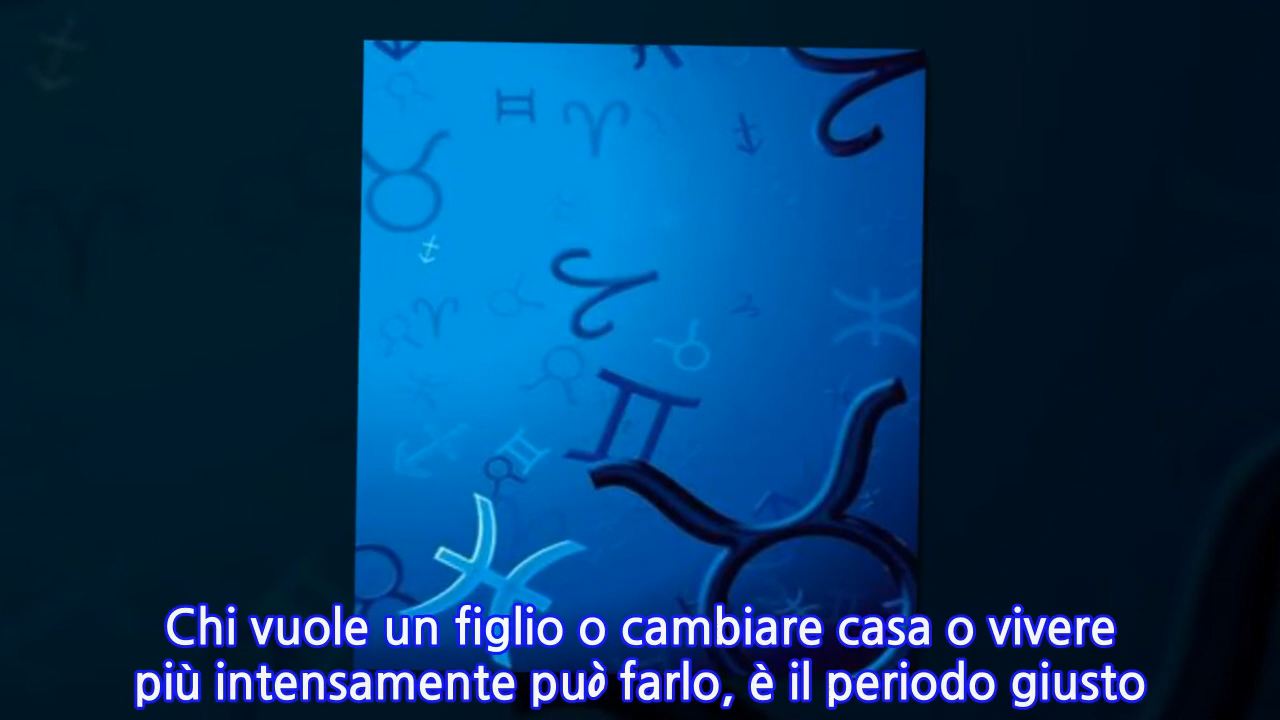 Chi vuole un figlio o cambiare casa o vivere
più intensamente può farlo, è il periodo giusto